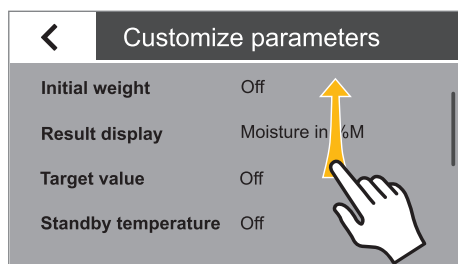 Customize parameters
Initial weight Off
Result display Moisture in %M
Target value Off
Standby temperature Off